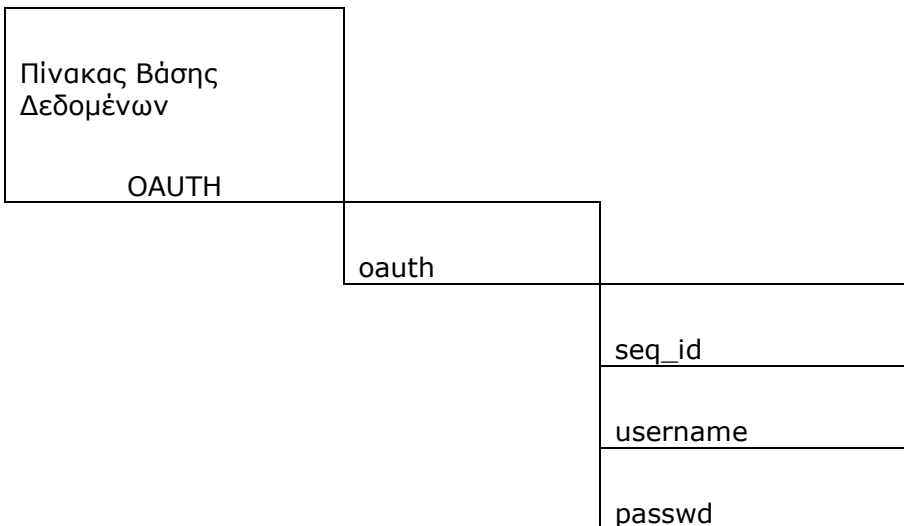 Πίνακας Βάσης
Δεδομένων
OAUTH
oauth
seq_id
username
passwd